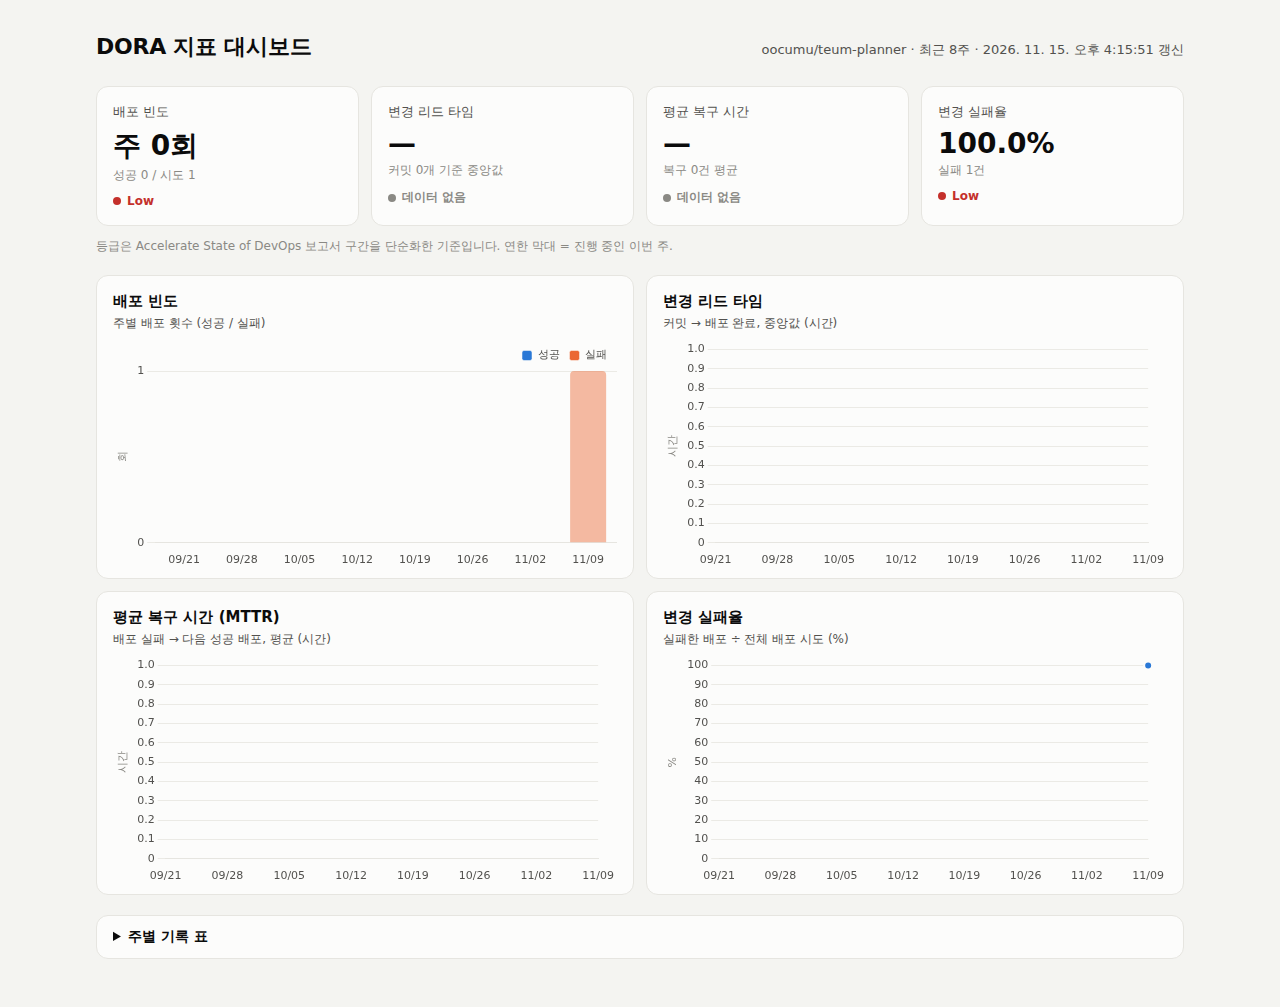 DORA 지표 대시보드
oocumu/teum-planner · 최근 8주 · 2026. 11. 15. 오후 4:15:51 갱신
배포 빈도
주 0회
성공 0 / 시도 1
Low
변경 리드 타임
—
커밋 0개 기준 중앙값
데이터 없음
평균 복구 시간
—
복구 0건 평균
데이터 없음
변경 실패율
100.0%
실패 1건
Low
등급은 Accelerate State of DevOps 보고서 구간을 단순화한 기준입니다. 연한 막대 = 진행 중인 이번 주.
배포 빈도
주별 배포 횟수 (성공 / 실패)
성공 실패
1
회
0
09/21 09/28 10/05 10/12 10/19 10/26 11/02 11/09
변경 리드 타임
커밋 → 배포 완료, 중앙값 (시간)
1.0
0.9
0.8
0.7
0.6
0.5
0.4
0.3
0.2
0.1
0
시간
09/21 09/28 10/05 10/12 10/19 10/26 11/02 11/09
평균 복구 시간 (MTTR)
배포 실패 → 다음 성공 배포, 평균 (시간)
1.0
0.9
0.8
0.7
0.6
0.5
0.4
0.3
0.2
0.1
0
시간
09/21 09/28 10/05 10/12 10/19 10/26 11/02 11/09
변경 실패율
실패한 배포 ÷ 전체 배포 시도 (%)
100
90
80
70
60
50
40
30
20
10
0
%
09/21 09/28 10/05 10/12 10/19 10/26 11/02 11/09
▶ 주별 기록 표